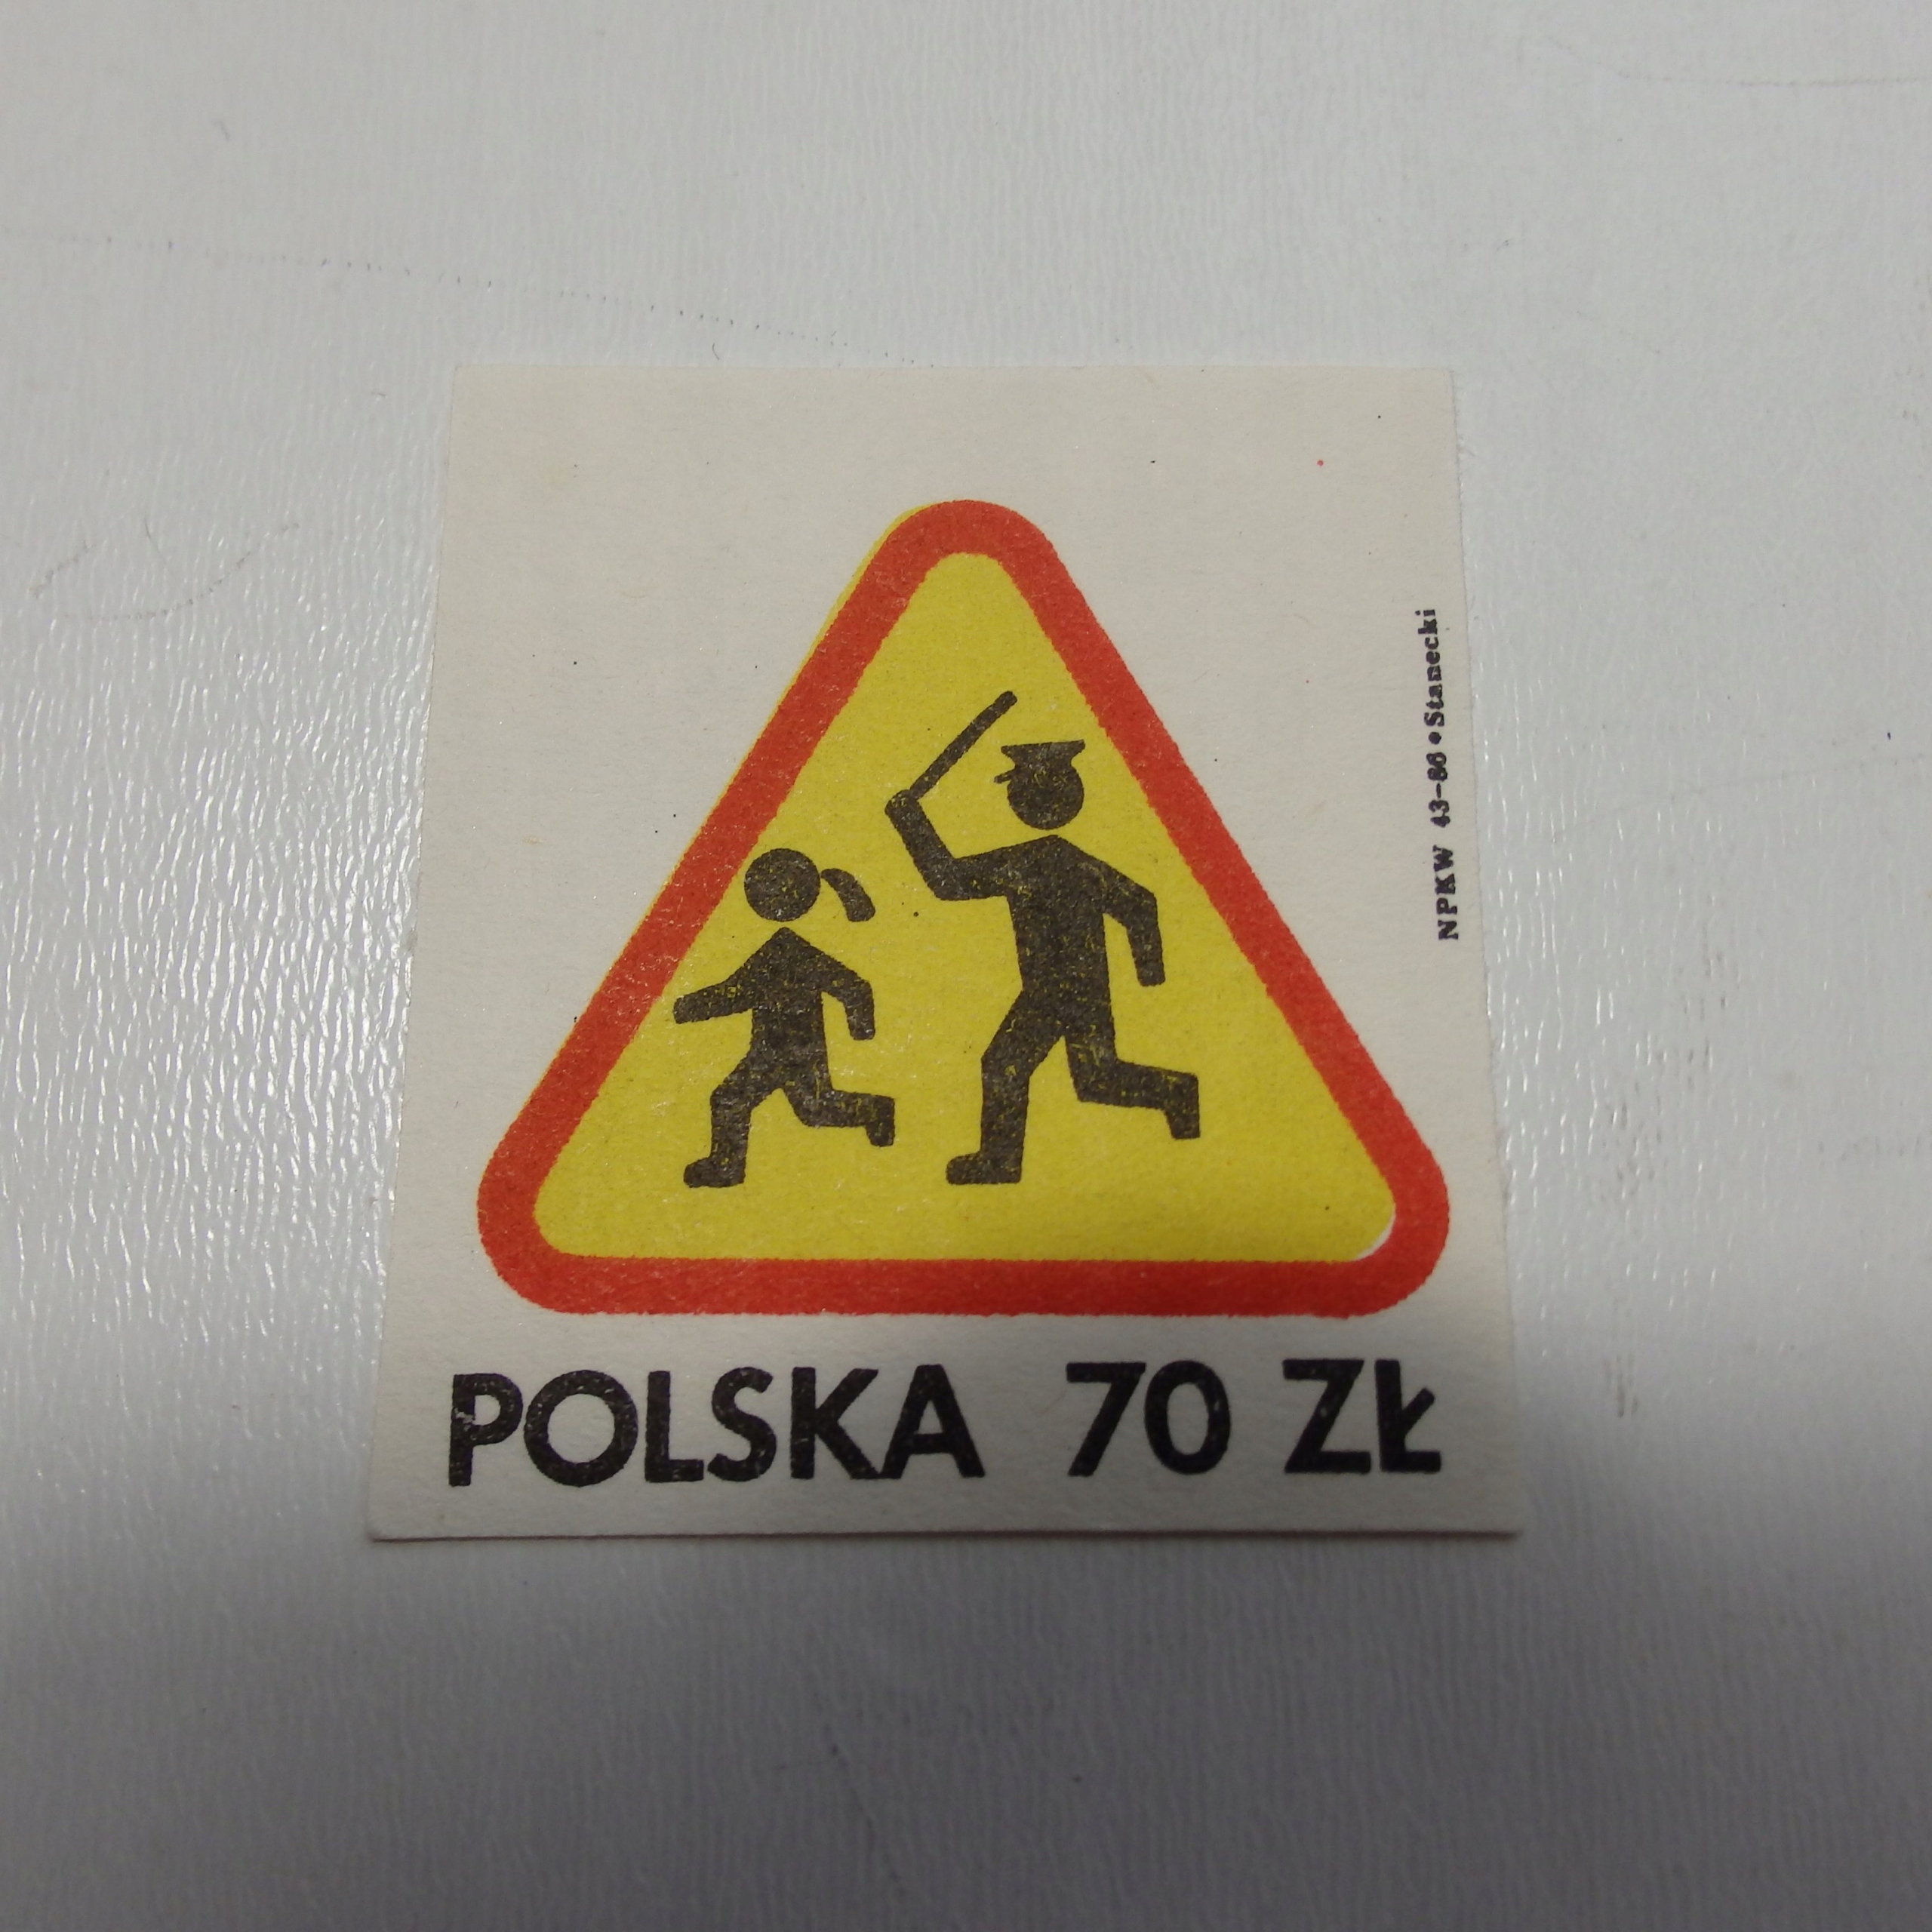 NPKW 43-86 • Stanecki
POLSKA 70 ZŁ